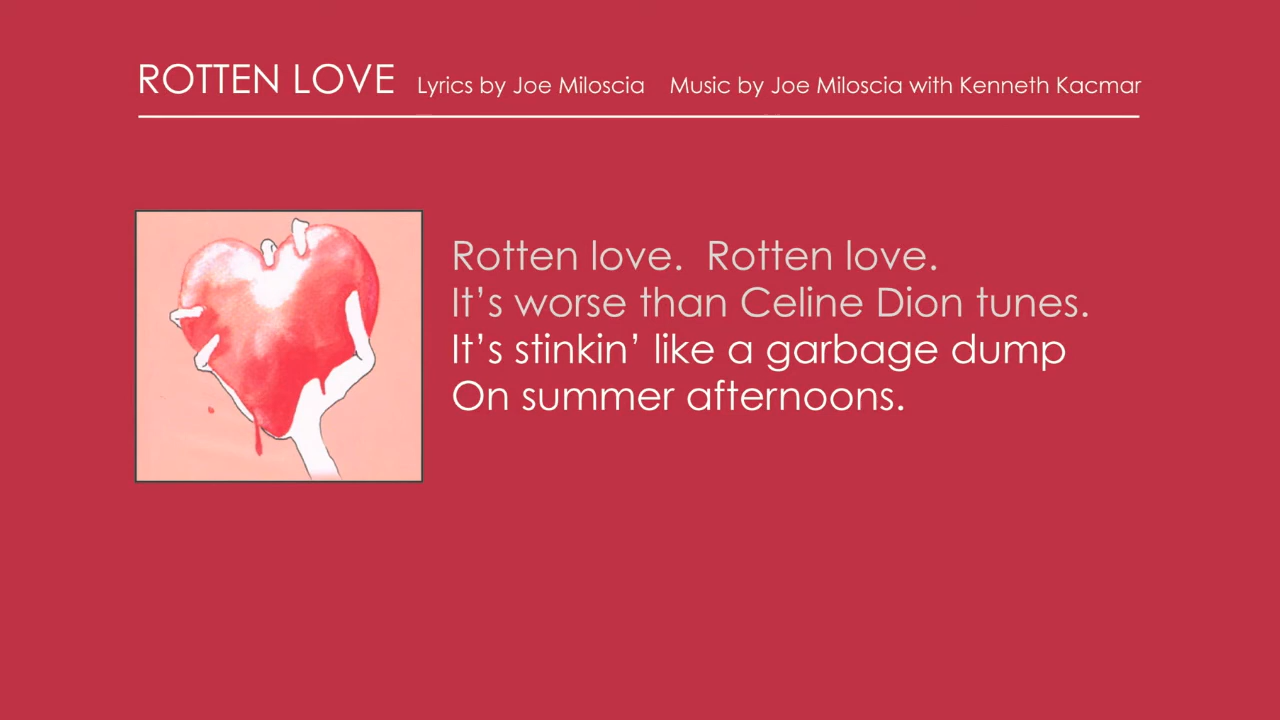 ROTTEN LOVE Lyrics by Joe Miloscia Music by Joe Miloscia with Kenneth Kacmar
Rotten love. Rotten love.
It’s worse than Celine Dion tunes.
It’s stinkin’ like a garbage dump
On summer afternoons.